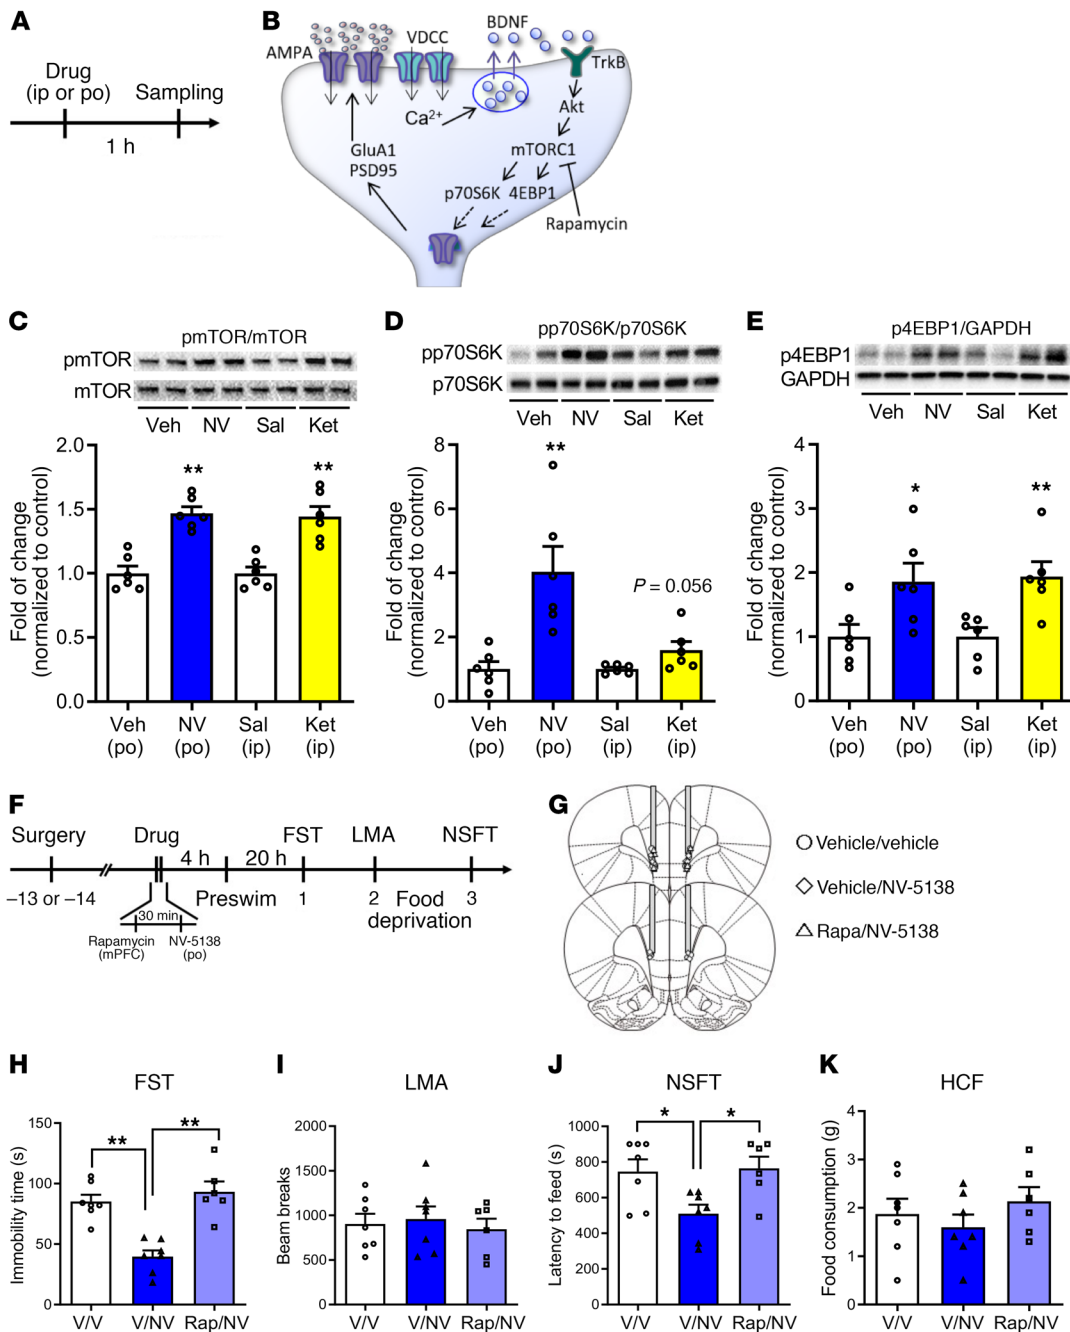 A
Drug
(ip or po)
Sampling
1 h
B
BDNF
AMPA
VDCC
TrkB
Ca2+
Akt
GluA1
PSD95
mTORC1
p70S6K 4EBP1
Rapamycin
C
pmTOR/mTOR
pmTOR
mTOR
Veh NV Sal Ket
Fold of change
(normalized to control)
2.0
1.5
1.0
0.5
0.0
** **
Veh (po) NV (po) Sal (ip) Ket (ip)
D
pp70S6K/p70S6K
pp70S6K
p70S6K
Veh NV Sal Ket
Fold of change
(normalized to control)
8
6
4
2
0
**
P = 0.056
Veh (po) NV (po) Sal (ip) Ket (ip)
E
p4EBP1/GAPDH
p4EBP1
GAPDH
Veh NV Sal Ket
Fold of change
(normalized to control)
4
3
2
1
0
* **
Veh (po) NV (po) Sal (ip) Ket (ip)
F
Surgery Drug FST LMA NSFT
4 h 20 h
–13 or –14 Preswim 1 2 Food 3
deprivation
30 min
Rapamycin
(mPFC)
NV-5138
(po)
G
Vehicle/vehicle
Vehicle/NV-5138
Rapa/NV-5138
H
FST
Immobility time (s)
150
100
50
0
** **
V/V V/NV Rap/NV
I
LMA
Beam breaks
2000
1500
1000
500
0
V/V V/NV Rap/NV
J
NSFT
Latency to feed (s)
1000
800
600
400
200
0
* *
V/V V/NV Rap/NV
K
HCF
Food consumption (g)
4
3
2
1
0
V/V V/NV Rap/NV